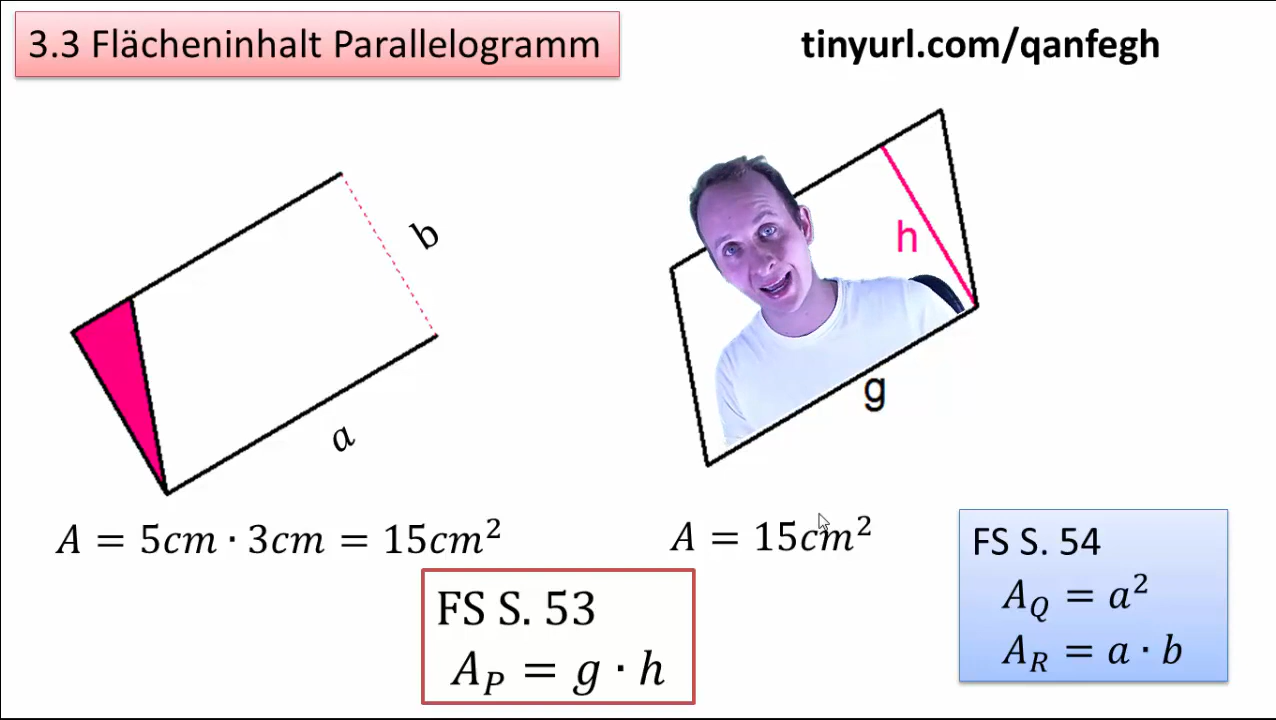 3.3 Flächeninhalt Parallelogramm
tinyurl.com/qanfegh
b
a
h
g
A = 5cm · 3cm = 15cm²
A = 15cm²
FS S. 53
A_P = g · h
FS S. 54
A_Q = a²
A_R = a · b